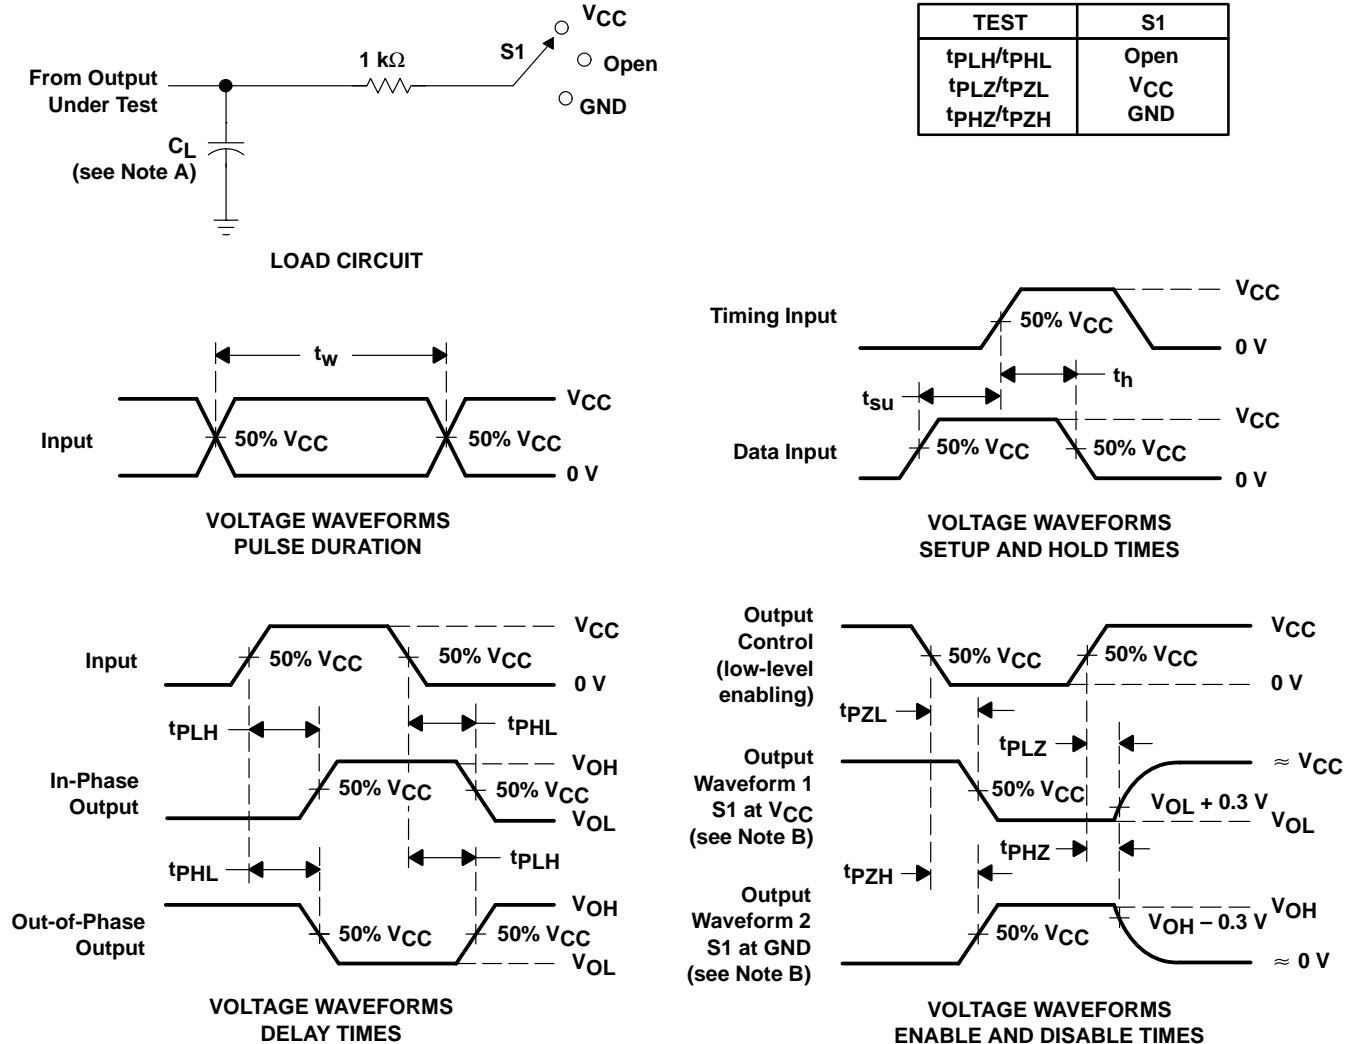 VCC
S1
1 kΩ
Open
From Output
Under Test
GND
CL
(see Note A)
LOAD CIRCUIT
TEST S1
tPLH/tPHL Open
tPLZ/tPZL VCC
tPHZ/tPZH GND
tw
VCC
Input
50% VCC
50% VCC
0 V
VOLTAGE WAVEFORMS
PULSE DURATION
VCC
Timing Input
50% VCC
0 V
th
tsu
VCC
Data Input
50% VCC
50% VCC
0 V
VOLTAGE WAVEFORMS
SETUP AND HOLD TIMES
VCC
Input
50% VCC
50% VCC
0 V
tPLH
tPHL
VOH
In-Phase
Output
50% VCC
50% VCC
VOL
tPHL
tPLH
VOH
Out-of-Phase
Output
50% VCC
50% VCC
VOL
VOLTAGE WAVEFORMS
DELAY TIMES
Output
Control
(low-level
enabling)
VCC
50% VCC
50% VCC
0 V
tPZL
tPLZ
Output
Waveform 1
S1 at VCC
(see Note B)
≈ VCC
50% VCC
VOL + 0.3 V
VOL
tPHZ
tPZH
Output
Waveform 2
S1 at GND
(see Note B)
VOH
50% VCC
VOH – 0.3 V
≈ 0 V
VOLTAGE WAVEFORMS
ENABLE AND DISABLE TIMES